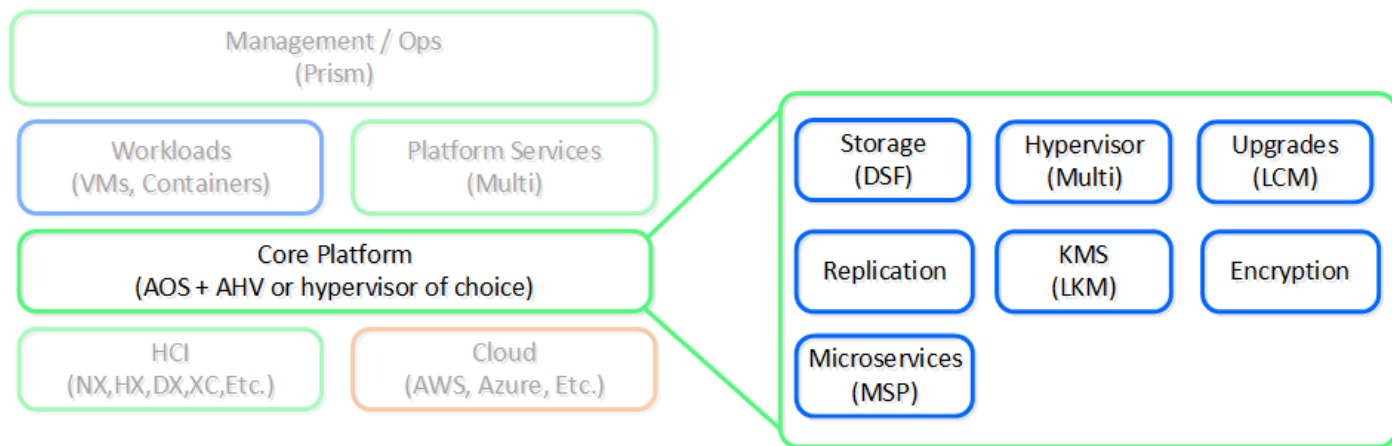 Management / Ops
(Prism)
Workloads
(VMs, Containers)
Platform Services
(Multi)
Core Platform
(AOS + AHV or hypervisor of choice)
HCI
(NX,HX,DX,XC,Etc.)
Cloud
(AWS, Azure, Etc.)
Storage
(DSF)
Hypervisor
(Multi)
Upgrades
(LCM)
Replication
KMS
(LKM)
Encryption
Microservices
(MSP)